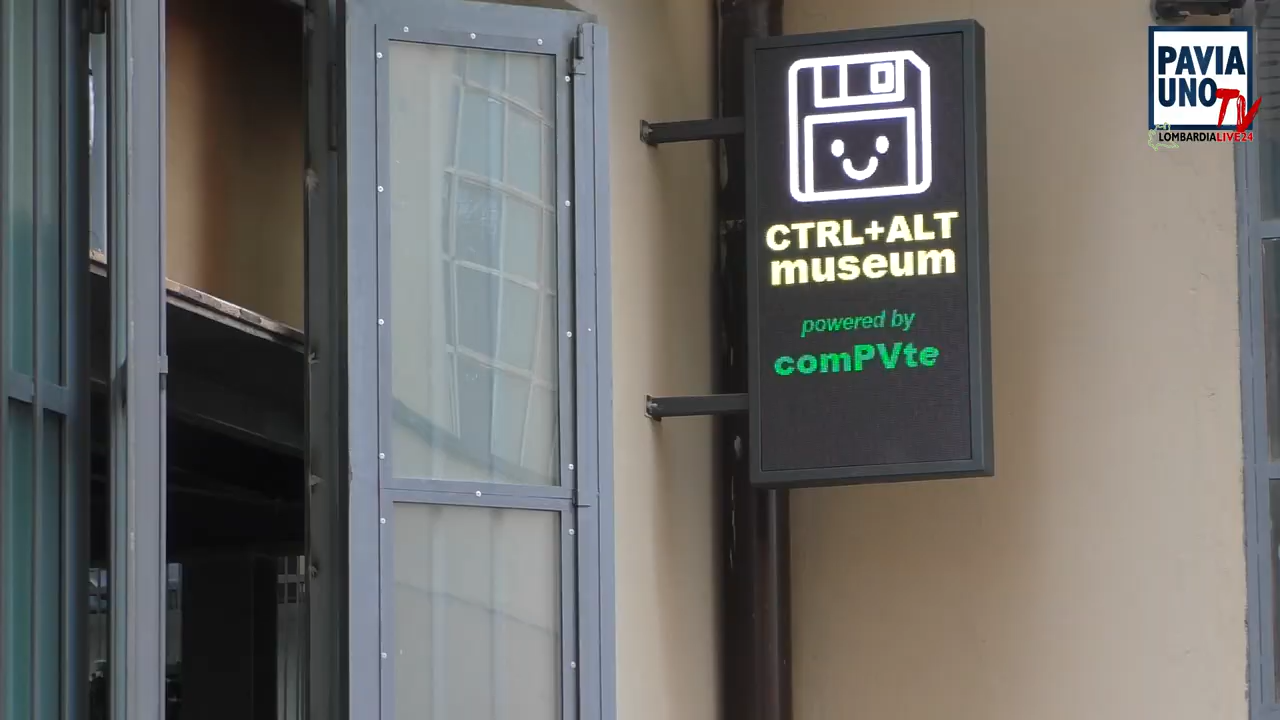 CTRL+ALT
museum
powered by
comPVte
PAVIA
UNO TV
LOMBARDIALIVE24